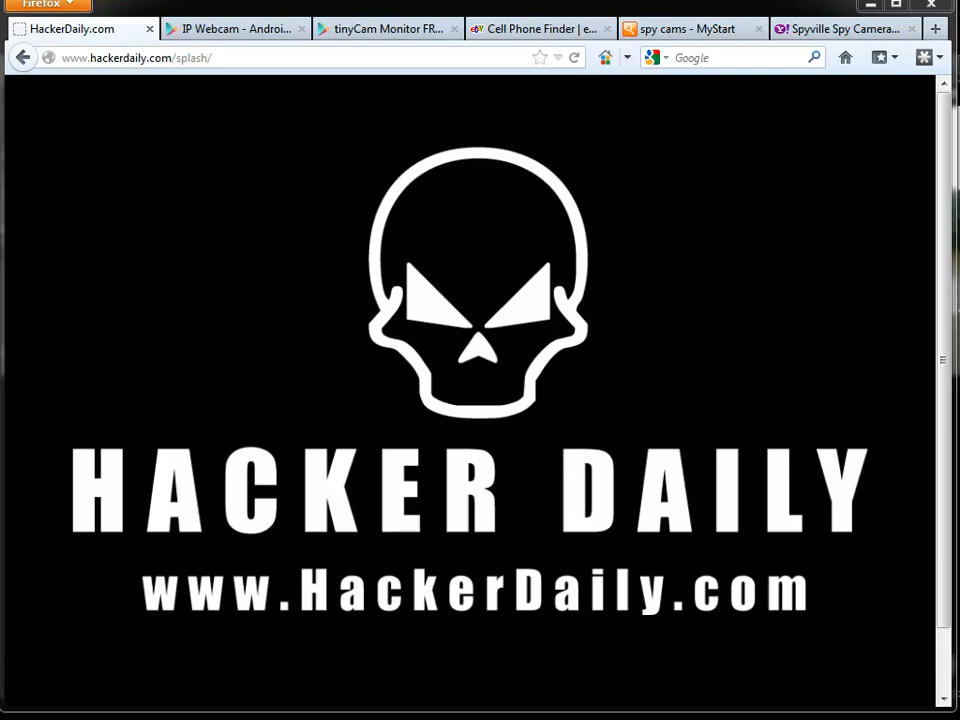 Firefox
HackerDaily.com
IP Webcam - Androi...
tinyCam Monitor FR...
Cell Phone Finder | e...
spy cams - MyStart
Spyville Spy Camera...
www.hackerdaily.com/splash/
Google
HACKER DAILY
www.HackerDaily.com